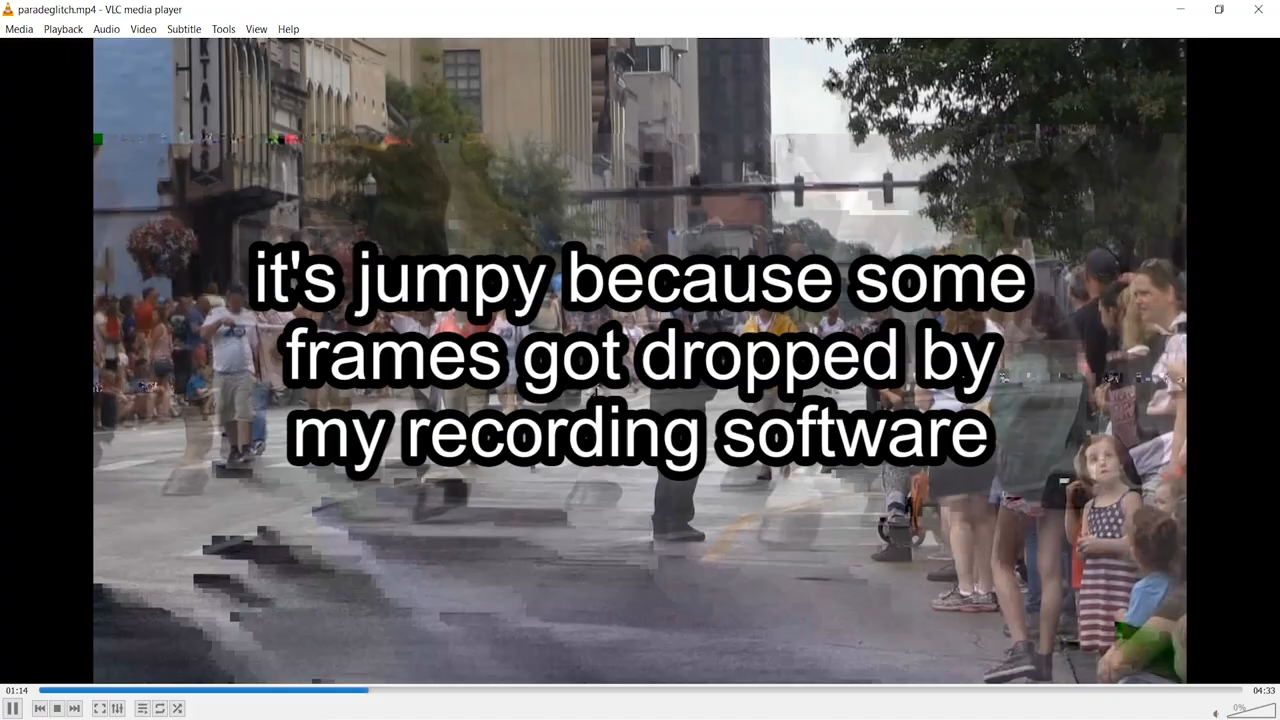 paradeglitch.mp4 - VLC media player
Media Playback Audio Video Subtitle Tools View Help
it's jumpy because some
frames got dropped by
my recording software
01:14
04:33
0%